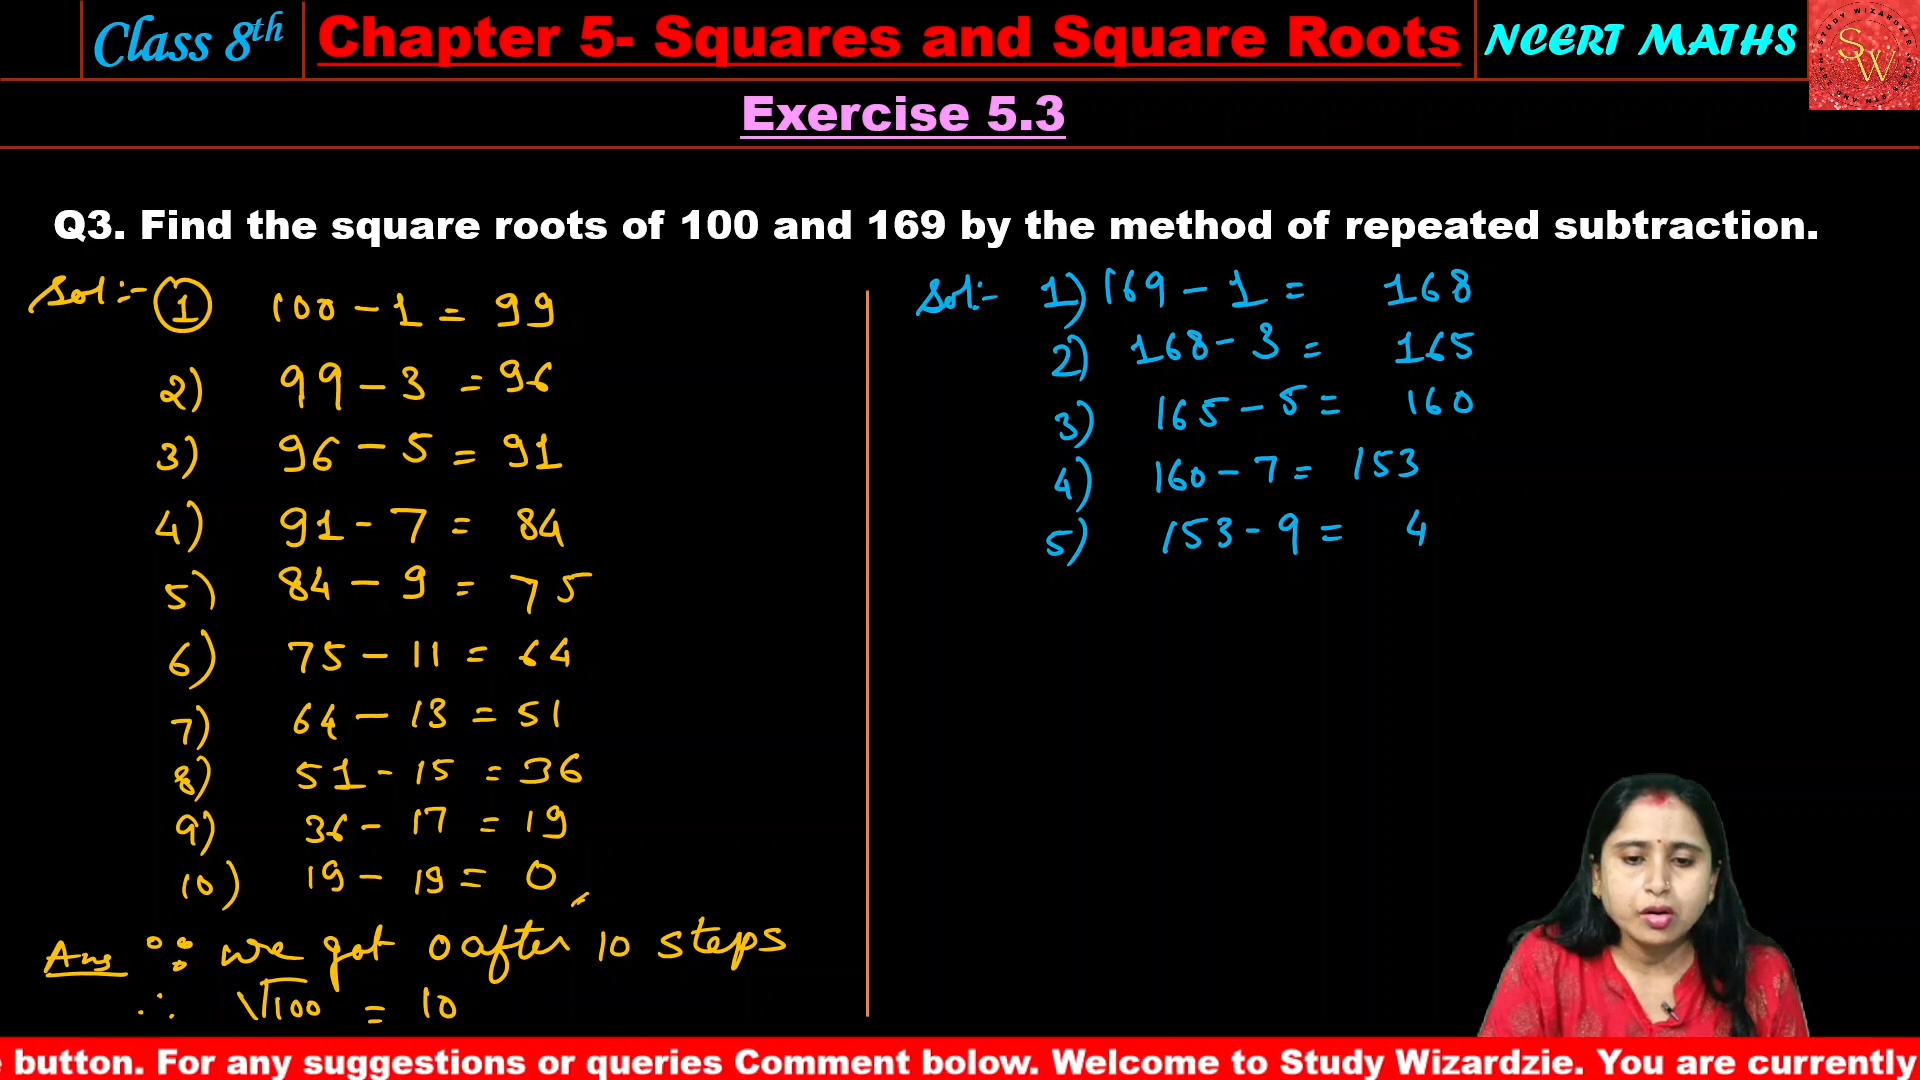 Class 8th
Chapter 5- Squares and Square Roots
NCERT MATHS
SW
Exercise 5.3
Q3. Find the square roots of 100 and 169 by the method of repeated subtraction.
Sol:- 1 100 - 1 = 99
2) 99 - 3 = 96
3) 96 - 5 = 91
4) 91 - 7 = 84
5) 84 - 9 = 75
6) 75 - 11 = 64
7) 64 - 13 = 51
8) 51 - 15 = 36
9) 36 - 17 = 19
10) 19 - 19 = 0
Ans ∵ we got 0 after 10 steps
∴ √100 = 10
Sol:- 1) 169 - 1 = 168
2) 168 - 3 = 165
3) 165 - 5 = 160
4) 160 - 7 = 153
5) 153 - 9 = 4
button. For any suggestions or queries Comment bolow. Welcome to Study Wizardzie. You are currently